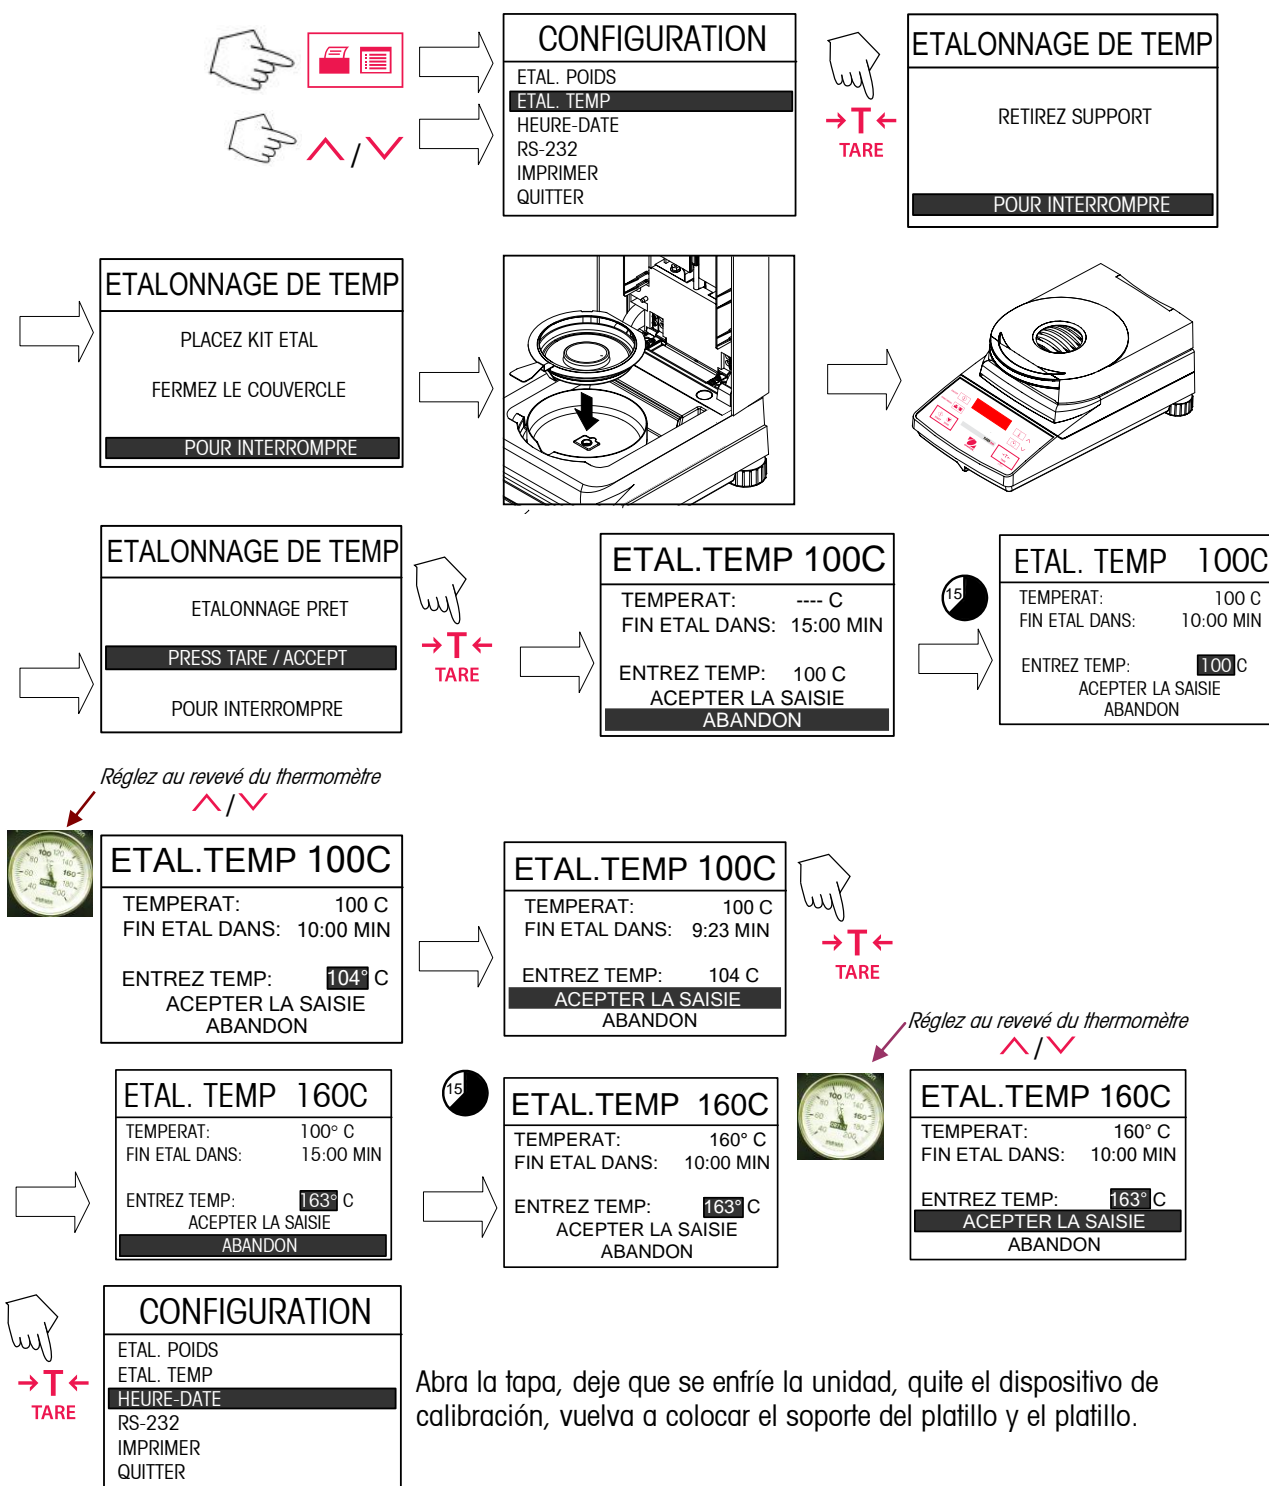 CONFIGURATION
ETAL. POIDS
ETAL. TEMP
HEURE-DATE
RS-232
IMPRIMER
QUITTER
→T←
TARE
ETALONNAGE DE TEMP
RETIREZ SUPPORT
POUR INTERROMPRE
∧/∨
ETALONNAGE DE TEMP
PLACEZ KIT ETAL
FERMEZ LE COUVERCLE
POUR INTERROMPRE
ETALONNAGE DE TEMP
ETALONNAGE PRET
PRESS TARE / ACCEPT
POUR INTERROMPRE
→T←
TARE
ETAL.TEMP 100C
TEMPERAT: ---- C
FIN ETAL DANS: 15:00 MIN
ENTREZ TEMP: 100 C
ACEPTER LA SAISIE
ABANDON
15
ETAL. TEMP 100C
TEMPERAT: 100 C
FIN ETAL DANS: 10:00 MIN
ENTREZ TEMP: 100 C
ACEPTER LA SAISIE
ABANDON
Réglez au revevé du thermomètre
∧/∨
ETAL.TEMP 100C
TEMPERAT: 100 C
FIN ETAL DANS: 10:00 MIN
ENTREZ TEMP: 104° C
ACEPTER LA SAISIE
ABANDON
ETAL.TEMP 100C
TEMPERAT: 100 C
FIN ETAL DANS: 9:23 MIN
ENTREZ TEMP: 104 C
ACEPTER LA SAISIE
ABANDON
→T←
TARE
ETAL. TEMP 160C
TEMPERAT: 100° C
FIN ETAL DANS: 15:00 MIN
ENTREZ TEMP: 163° C
ACEPTER LA SAISIE
ABANDON
15
ETAL.TEMP 160C
TEMPERAT: 160° C
FIN ETAL DANS: 10:00 MIN
ENTREZ TEMP: 163° C
ACEPTER LA SAISIE
ABANDON
Réglez au revevé du thermomètre
∧/∨
ETAL.TEMP 160C
TEMPERAT: 160° C
FIN ETAL DANS: 10:00 MIN
ENTREZ TEMP: 163° C
ACEPTER LA SAISIE
ABANDON
→T←
TARE
CONFIGURATION
ETAL. POIDS
ETAL. TEMP
HEURE-DATE
RS-232
IMPRIMER
QUITTER
Abra la tapa, deje que se enfríe la unidad, quite el dispositivo de
calibración, vuelva a colocar el soporte del platillo y el platillo.